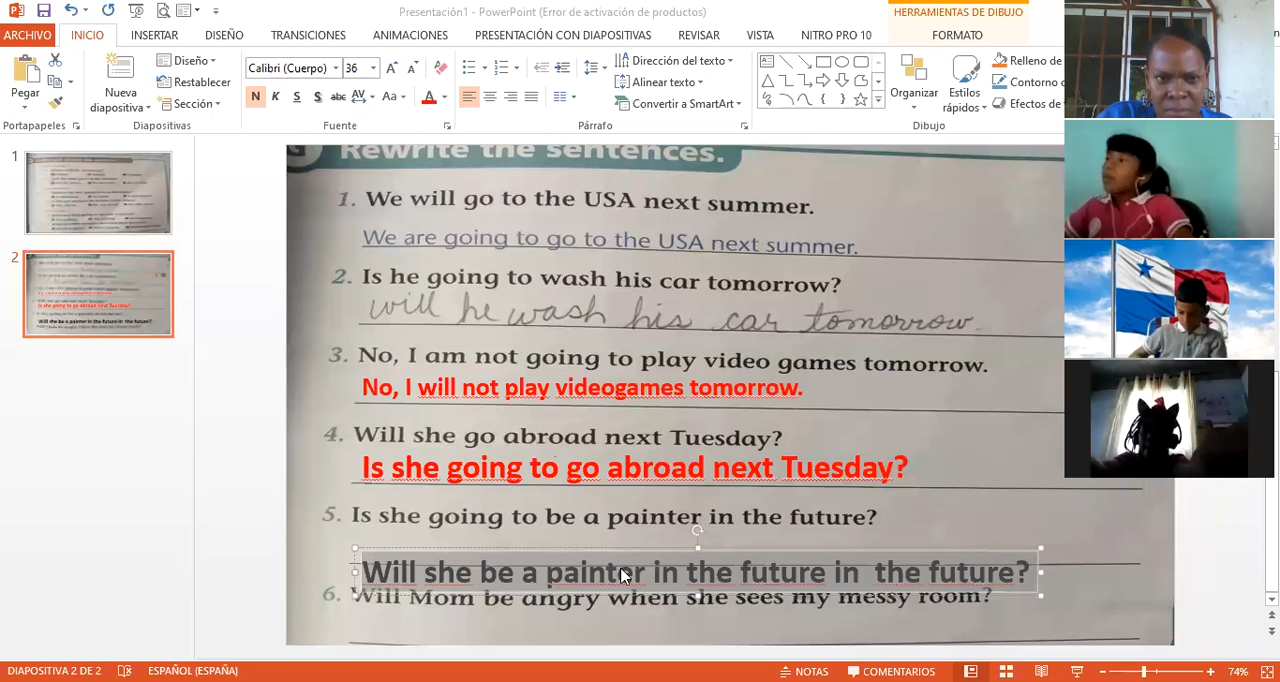 Presentación1 - PowerPoint (Error de activación de productos)
HERRAMIENTAS DE DIBUJO
ARCHIVO INICIO INSERTAR DISEÑO TRANSICIONES ANIMACIONES PRESENTACIÓN CON DIAPOSITIVAS REVISAR VISTA NITRO PRO 10 FORMATO
Pegar
Nueva diapositiva
Diseño
Restablecer
Sección
Calibri (Cuerpo) 36
N K S S abc AV Aa A
Dirección del texto
Alinear texto
Convertir a SmartArt
Organizar
Estilos rápidos
Relleno de
Contorno
Efectos de
Portapapeles Diapositivas Fuente Párrafo Dibujo
1
2
Rewrite the sentences.
1. We will go to the USA next summer.
We are going to go to the USA next summer.
2. Is he going to wash his car tomorrow?
will he wash his car tomorrow
3. No, I am not going to play video games tomorrow.
No, I will not play videogames tomorrow.
4. Will she go abroad next Tuesday?
Is she going to go abroad next Tuesday?
5. Is she going to be a painter in the future?
Will she be a painter in the future in the future?
6. Will Mom be angry when she sees my messy room?
DIAPOSITIVA 2 DE 2 ESPAÑOL (ESPAÑA) NOTAS COMENTARIOS 74%